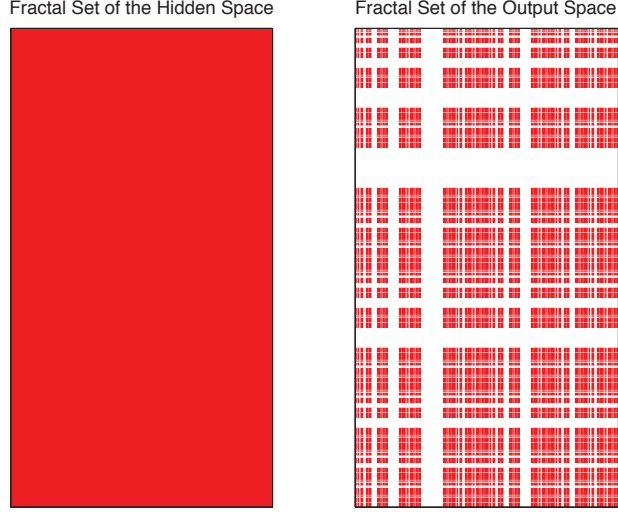 Fractal Set of the Hidden Space
Fractal Set of the Output Space